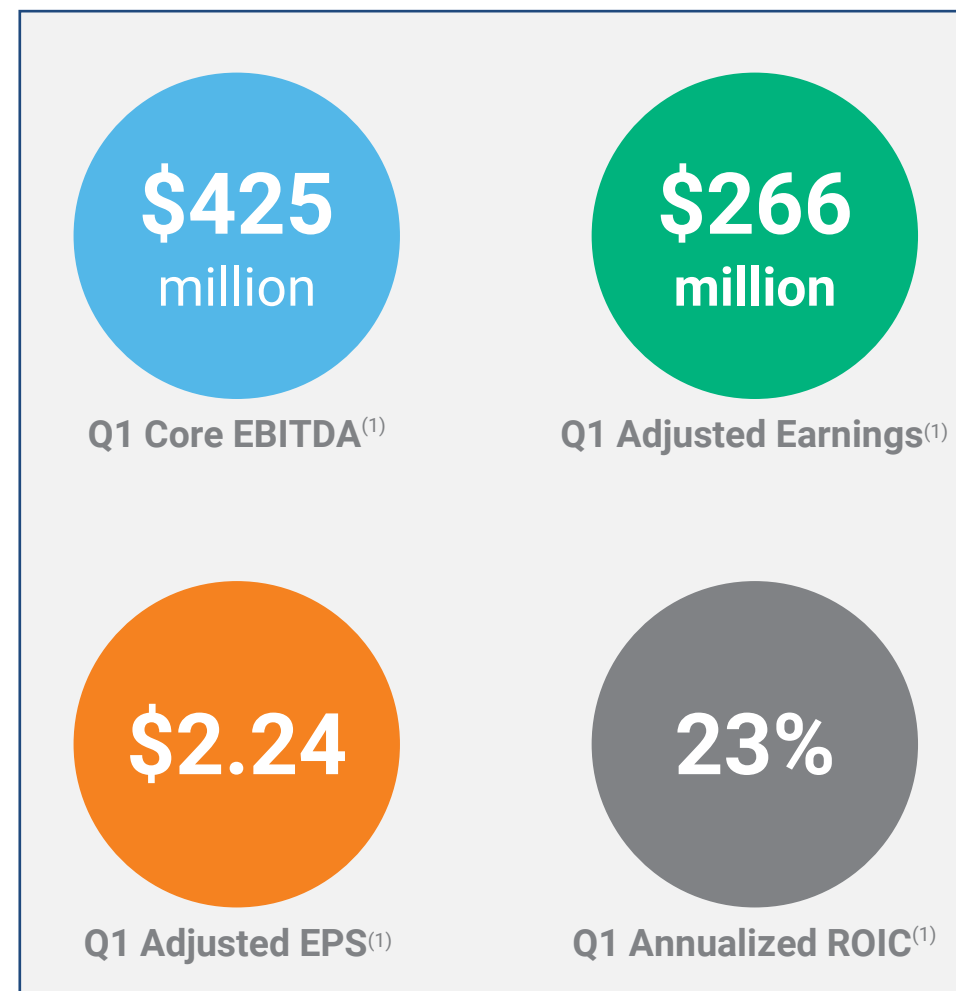 $425
million
Q1 Core EBITDA(1)
$266
million
Q1 Adjusted Earnings(1)
$2.24
Q1 Adjusted EPS(1)
23%
Q1 Annualized ROIC(1)